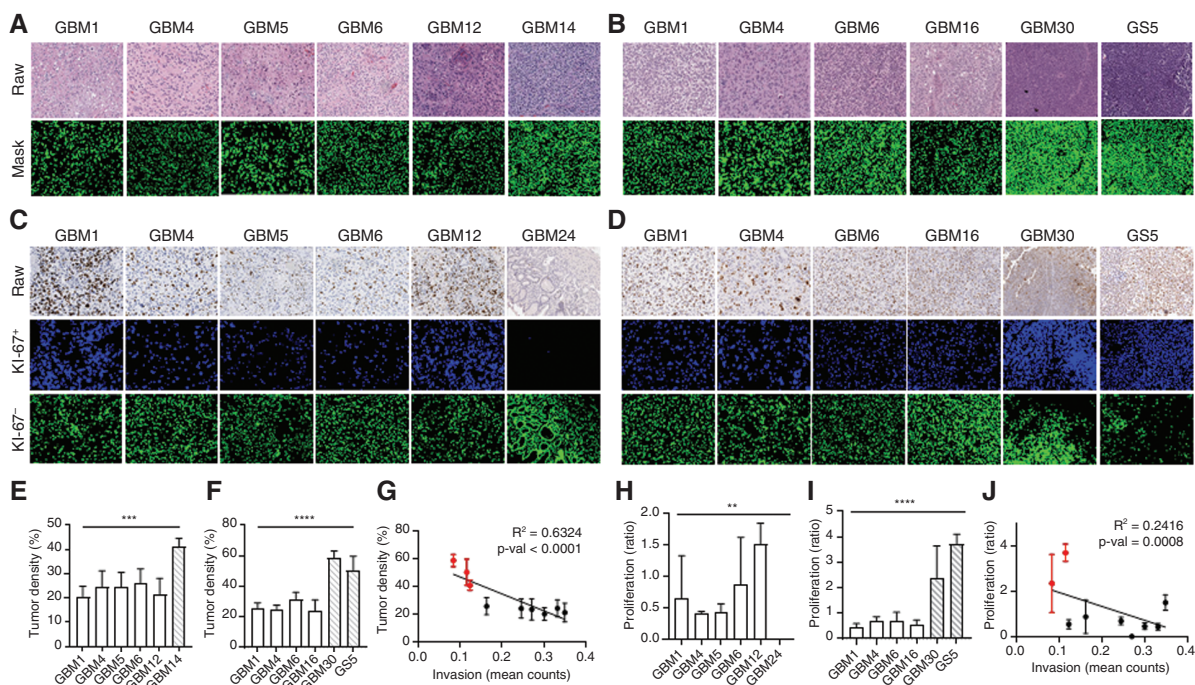 A
GBM1 GBM4 GBM5 GBM6 GBM12 GBM14
Raw
Mask
B
GBM1 GBM4 GBM6 GBM16 GBM30 GS5
C
GBM1 GBM4 GBM5 GBM6 GBM12 GBM24
Raw
KI-67+
KI-67–
D
GBM1 GBM4 GBM6 GBM16 GBM30 GS5
E
***
Tumor density (%)
50
40
30
20
10
0
GBM1 GBM4 GBM5 GBM6 GBM12 GBM14
F
****
Tumor density (%)
80
60
40
20
0
GBM1 GBM4 GBM6 GBM16 GBM30 GS5
G
R² = 0.6324
p-val < 0.0001
Tumor density (%)
80
60
40
20
0
0.0 0.1 0.2 0.3 0.4
Invasion (mean counts)
H
**
Proliferation (ratio)
2.0
1.5
1.0
0.5
0.0
GBM1 GBM4 GBM5 GBM6 GBM12 GBM24
I
****
Proliferation (ratio)
5
4
3
2
1
0
GBM1 GBM4 GBM6 GBM16 GBM30 GS5
J
R² = 0.2416
p-val = 0.0008
Proliferation (ratio)
4
2
0
0.0 0.1 0.2 0.3 0.4
Invasion (mean counts)